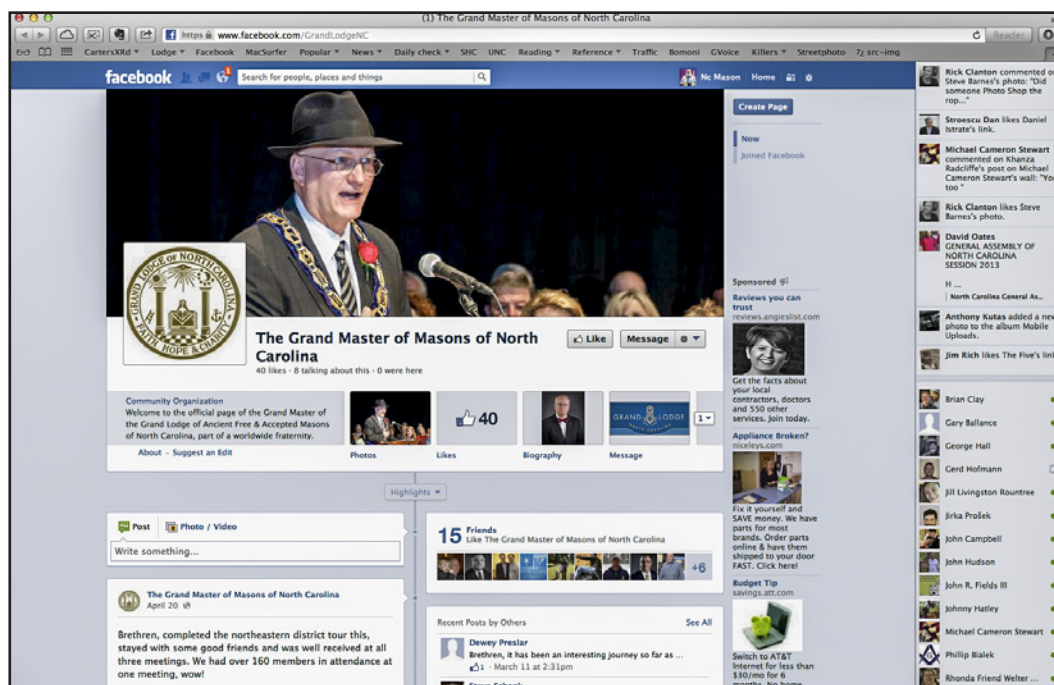 (1) The Grand Master of Masons of North Carolina
https www.facebook.com/GrandLodgeNC
Reader
CartersXRd Lodge Facebook MacSurfer Popular News Daily check SHC UNC Reading Reference Traffic Bomoni GVoice Killers Streetphoto 7¿ src-img
facebook
1
Search for people, places and things
Nc Mason Home
Create Page
Now
Joined Facebook
GRAND LODGE OF NORTH CAROLINA
FAITH HOPE & CHARITY
The Grand Master of Masons of North
Carolina
40 likes · 8 talking about this · 0 were here
Like
Message
Community Organization
Welcome to the official page of the Grand Master of
the Grand Lodge of Ancient Free & Accepted Masons
of North Carolina, part of a worldwide fraternity.
About - Suggest an Edit
Photos
40
Likes
Biography
GRAND LODGE
NORTH CAROLINA
Message
1
Highlights
Post Photo / Video
Write something...
The Grand Master of Masons of North Carolina
April 20
Brethren, completed the northeastern district tour this,
stayed with some good friends and was well received at all
three meetings. We had over 160 members in attendance at
one meeting, wow!
15 Friends
Like The Grand Master of Masons of North Carolina
+6
Recent Posts by Others
See All
Dewey Preslar
Brethren, it has been an interesting journey so far as ...
1 · March 11 at 2:31pm
Sponsored
Reviews you can
trust
reviews.angieslist.com
Get the facts about
your local
contractors, doctors
and 550 other
services. Join today.
Appliance Broken?
niceleys.com
Fix it yourself and
SAVE money. We have
parts for most
brands. Order parts
online & have them
shipped to your door
FAST. Click here!
Budget Tip
savings.att.com
Switch to AT&T
Internet for less than
$30/mo for 6
months. No home
Rick Clanton commented on
Steve Barnes's photo: "Did
someone Photo Shop the
rop..."
Stroescu Dan likes Daniel
Istrate's link.
Michael Cameron Stewart
commented on Khanza
Radcliffe's post on Michael
Cameron Stewart's wall: "You
too "
Rick Clanton likes Steve
Barnes's photo.
David Oates
GENERAL ASSEMBLY OF
NORTH CAROLINA
SESSION 2013
H ...
North Carolina General As...
Anthony Kutas added a new
photo to the album Mobile
Uploads.
Jim Rich likes The Five's link
Brian Clay
Gary Ballance
George Hall
Gerd Hofmann
Jill Livingston Rountree
Jirka Prošek
John Campbell
John Hudson
John R. Fields III
Johnny Hatley
Michael Cameron Stewart
Phillip Bialek
Rhonda Friend Welter ...